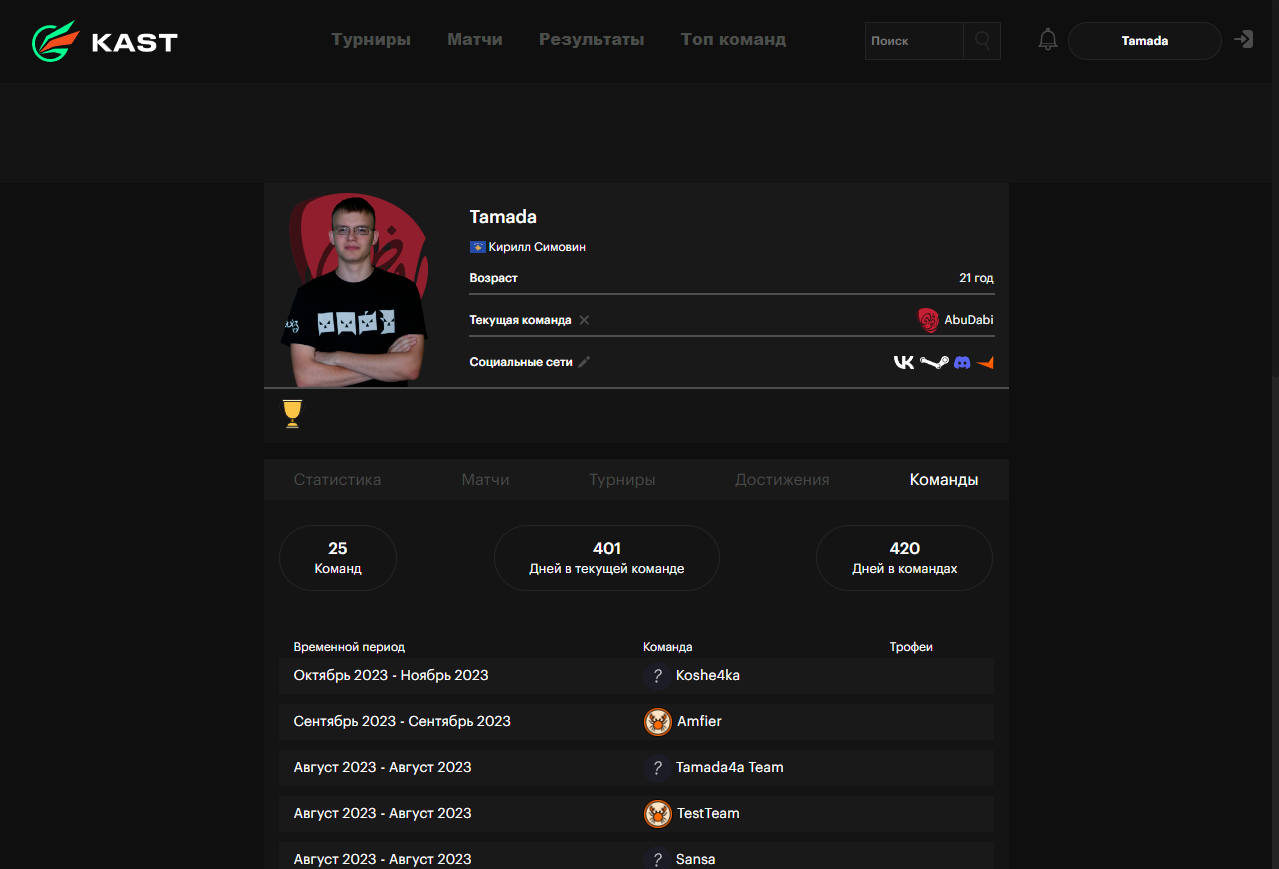 KAST
Турниры Матчи Результаты Топ команд
Поиск
Tamada
Tamada
Кирилл Симовин
Возраст 21 год
Текущая команда AbuDabi
Социальные сети
Статистика Матчи Турниры Достижения Команды
25 401 420
Команд Дней в текущей команде Дней в командах
Временной период Команда Трофеи
Октябрь 2023 - Ноябрь 2023 ? Koshe4ka
Сентябрь 2023 - Сентябрь 2023 Amfier
Август 2023 - Август 2023 ? Tamada4a Team
Август 2023 - Август 2023 TestTeam
Август 2023 - Август 2023 ? Sansa